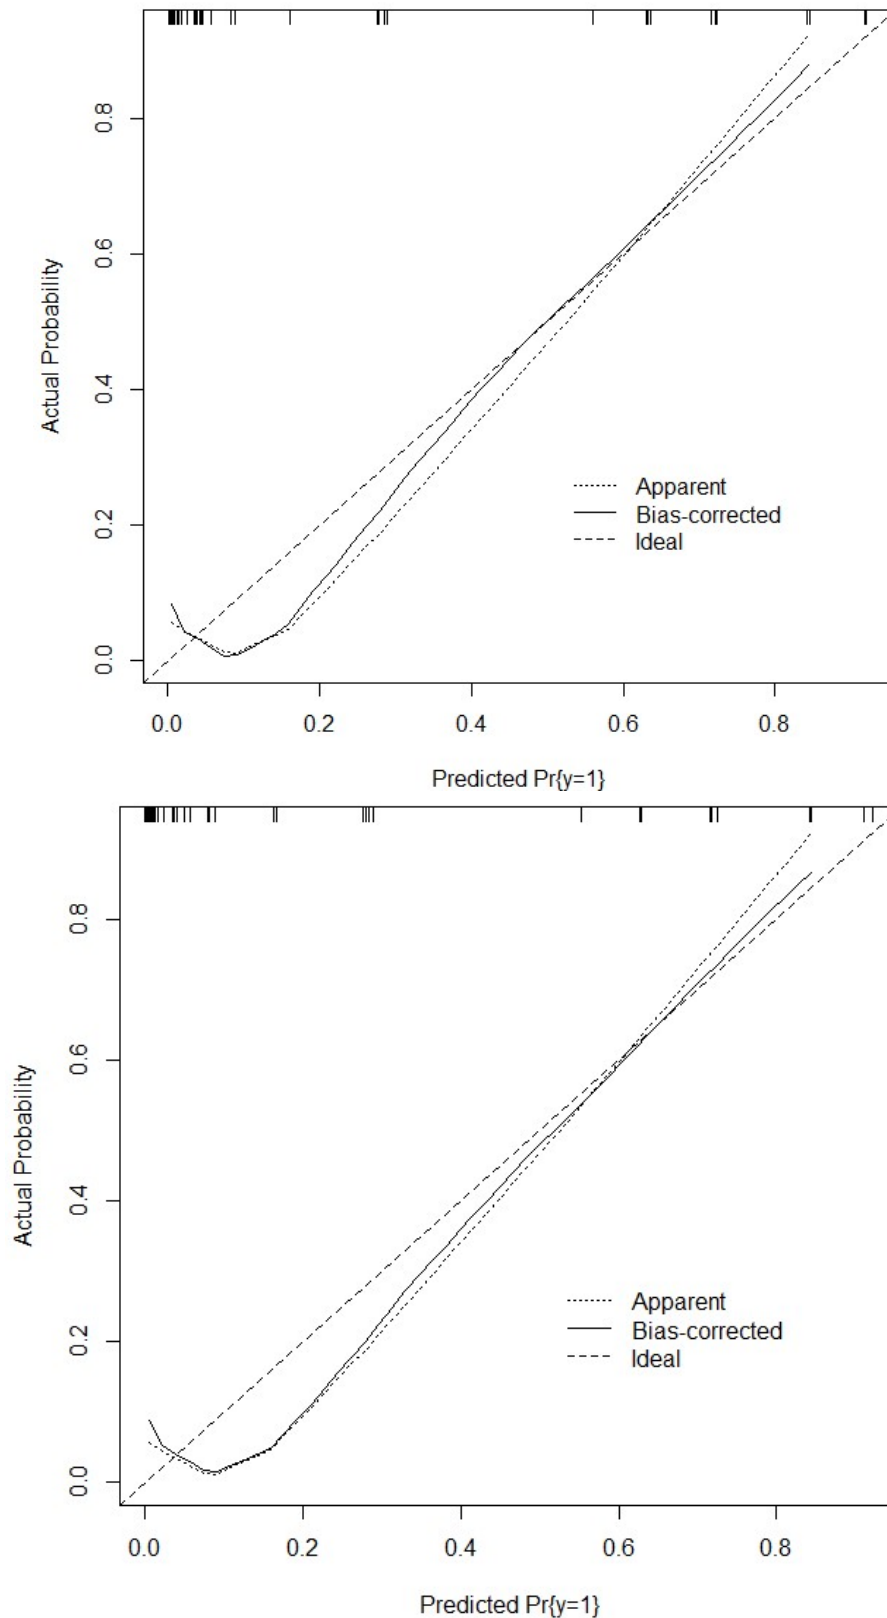 0.8
0.6
Actual Probability
0.4
Apparent
0.2
Bias-corrected
Ideal
0.0
0.0 0.2 0.4 0.6 0.8
Predicted Pr{y=1}
0.8
0.6
Actual Probability
0.4
Apparent
0.2
Bias-corrected
Ideal
0.0
0.0 0.2 0.4 0.6 0.8
Predicted Pr{y=1}